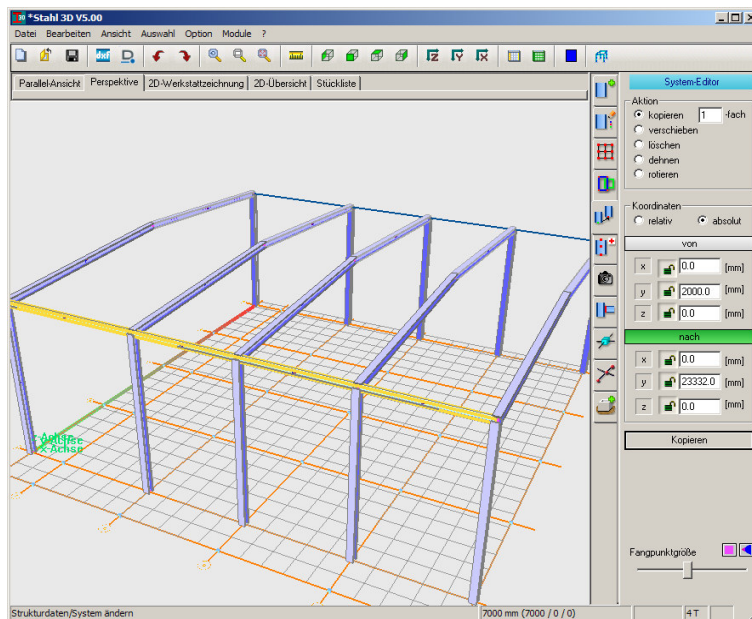 *Stahl 3D V5.00
Datei Bearbeiten Ansicht Auswahl Option Module ?
Parallel-Ansicht Perspektive 2D-Werkstattzeichnung 2D-Übersicht Stückliste
System-Editor
Aktion
kopieren 1 -fach
verschieben
löschen
dehnen
rotieren
Koordinaten
relativ absolut
von
x 0.0 [mm]
y 2000.0 [mm]
z 0.0 [mm]
nach
x 0.0 [mm]
y 23332.0 [mm]
z 0.0 [mm]
Kopieren
x-Achse
Fangpunktgröße
Strukturdaten/System ändern 7000 mm (7000 / 0 / 0) 4 T